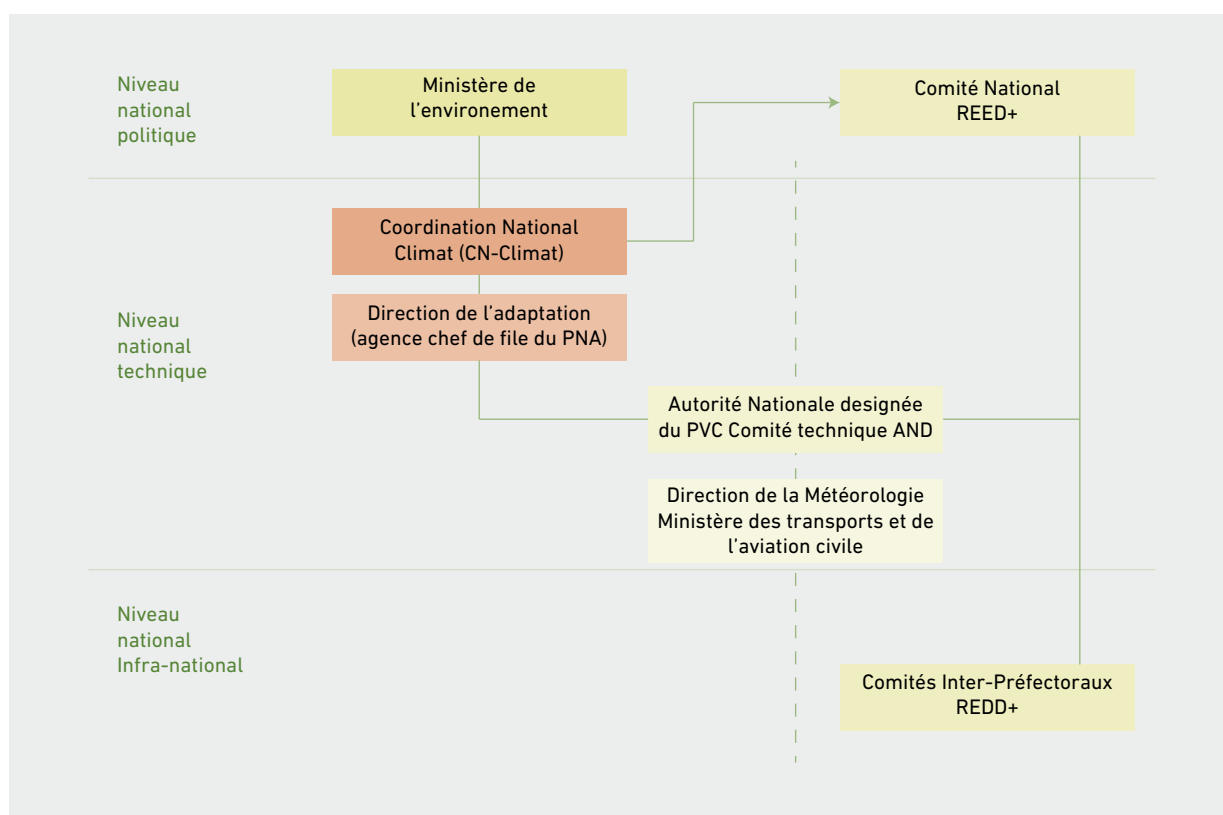 Niveau
national
politique
Ministère de
l'environement
Comité National
REED+
Coordination National
Climat (CN-Climat)
Niveau
national
technique
Direction de l'adaptation
(agence chef de file du PNA)
Autorité Nationale designée
du PVC Comité technique AND
Direction de la Météorologie
Ministère des transports et de
l'aviation civile
Niveau
national
Infra-national
Comités Inter-Préfectoraux
REDD+